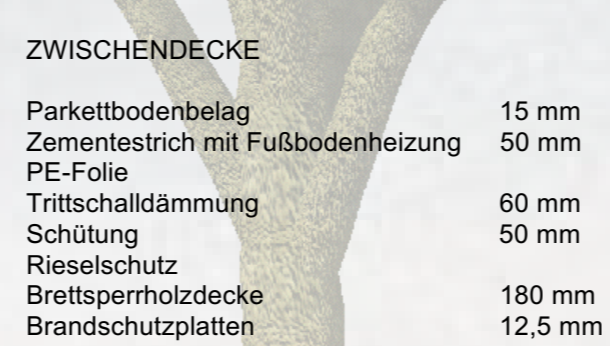 ZWISCHENDECKE
Parkettbodenbelag 15 mm
Zementestrich mit Fußbodenheizung 50 mm
PE-Folie
Trittschalldämmung 60 mm
Schütung 50 mm
Rieselschutz
Brettsperrholzdecke 180 mm
Brandschutzplatten 12,5 mm